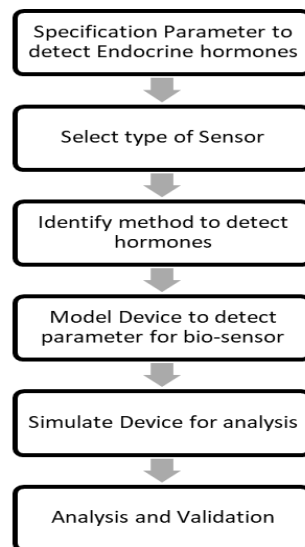 Specification Parameter to
detect Endocrine hormones
Select type of Sensor
Identify method to detect
hormones
Model Device to detect
parameter for bio-sensor
Simulate Device for analysis
Analysis and Validation